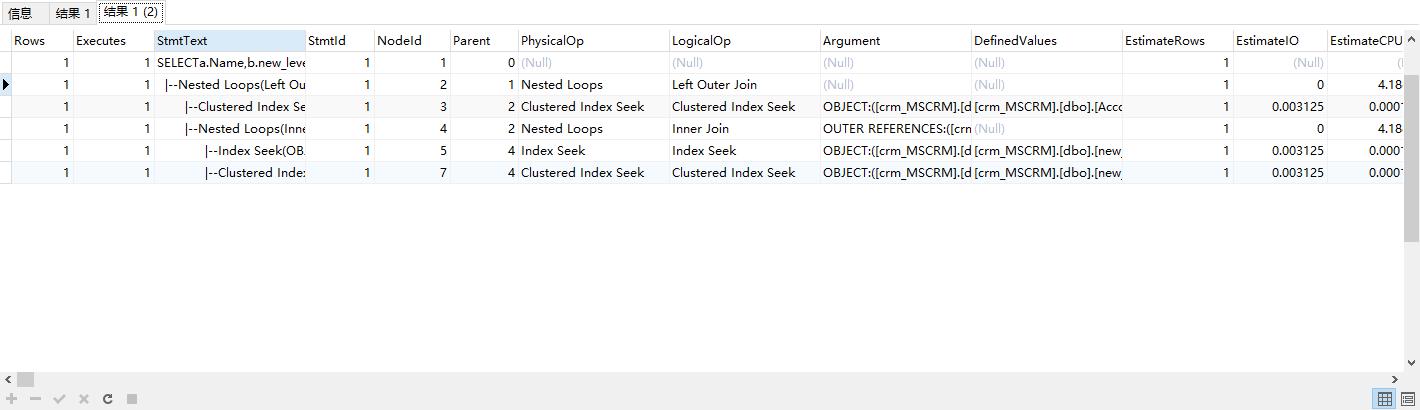 信息 结果 1 结果 1 (2)
Rows Executes StmtText StmtId NodeId Parent PhysicalOp LogicalOp Argument DefinedValues EstimateRows EstimateIO EstimateCPU
1 1 SELECTa.Name,b.new_leve 1 1 0 (Null) (Null) (Null) (Null) 1 (Null)
1 1 |--Nested Loops(Left Ou 1 2 1 Nested Loops Left Outer Join (Null) (Null) 1 0 4.18
1 1 |--Clustered Index Se 1 3 2 Clustered Index Seek Clustered Index Seek OBJECT:([crm_MSCRM].[d [crm_MSCRM].[dbo].[Acco 1 0.003125 0.000
1 1 |--Nested Loops(Inne 1 4 2 Nested Loops Inner Join OUTER REFERENCES:([crm (Null) 1 0 4.18
1 1 |--Index Seek(OB 1 5 4 Index Seek Index Seek OBJECT:([crm_MSCRM].[d [crm_MSCRM].[dbo].[new_ 1 0.003125 0.000
1 1 |--Clustered Index 1 7 4 Clustered Index Seek Clustered Index Seek OBJECT:([crm_MSCRM].[d [crm_MSCRM].[dbo].[new_ 1 0.003125 0.000